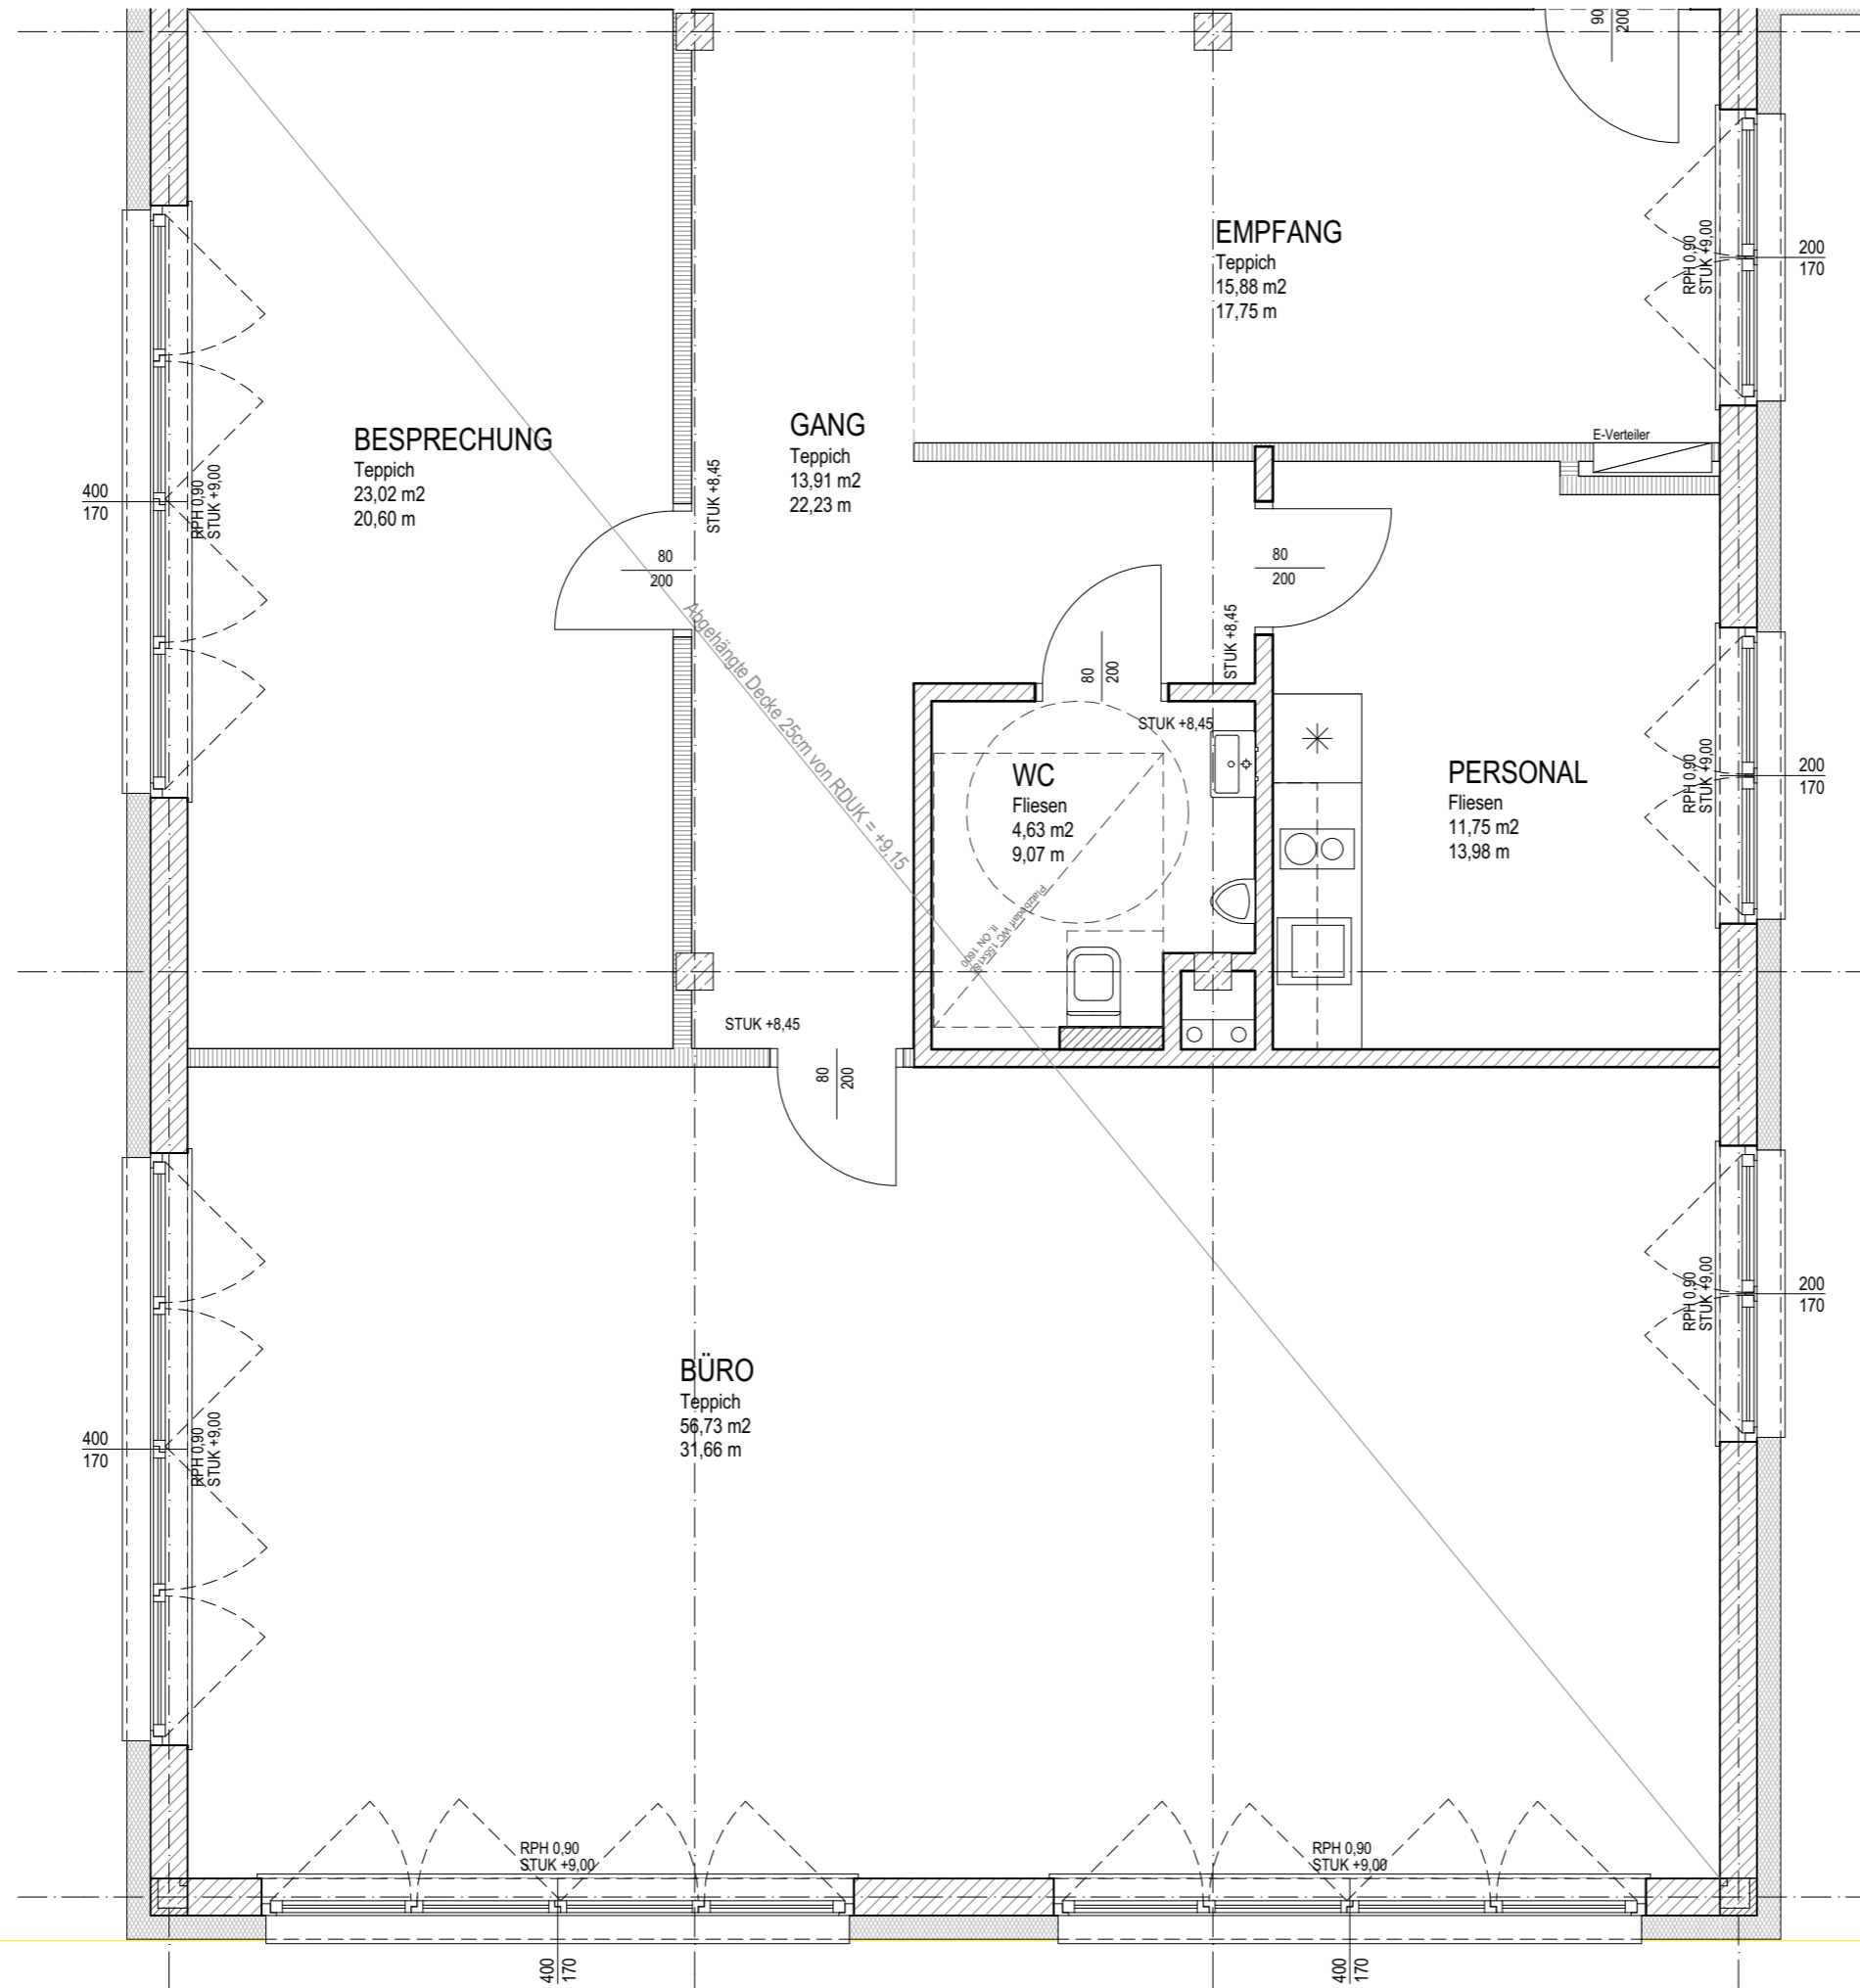 90
200
EMPFANG
Teppich
15,88 m2
17,75 m
RPH 0,90
STUK +9,00
200
170
BESPRECHUNG
Teppich
23,02 m2
20,60 m
GANG
Teppich
13,91 m2
22,23 m
E-Verteiler
400
170
RPH 0,90
STUK +9,00
STUK +8,45
80
200
80
200
Abgehängte Decke 25cm von RDUK = +9,15
80
200
STUK +8,45
STUK +8,45
WC
Fliesen
4,63 m2
9,07 m
Platzbedarf WC 155x185
lt. ÖN 1600
PERSONAL
Fliesen
11,75 m2
13,98 m
RPH 0,90
STUK +9,00
200
170
STUK +8,45
80
200
RPH 0,90
STUK +9,00
200
170
BÜRO
Teppich
56,73 m2
31,66 m
400
170
RPH 0,90
STUK +9,00
RPH 0,90
STUK +9,00
RPH 0,90
STUK +9,00
400
170
400
170